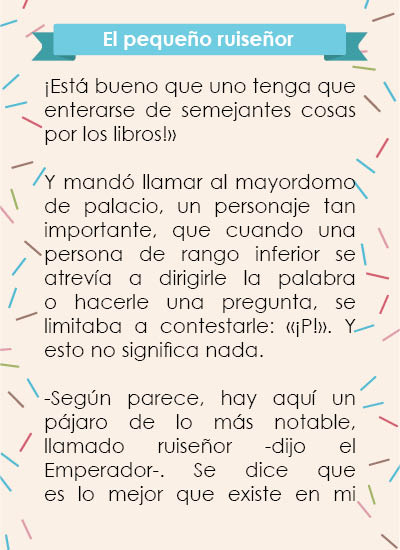 El pequeño ruiseñor
¡Está bueno que uno tenga que
enterarse de semejantes cosas
por los libros!»
Y mandó llamar al mayordomo
de palacio, un personaje tan
importante, que cuando una
persona de rango inferior se
atrevía a dirigirle la palabra
o hacerle una pregunta, se
limitaba a contestarle: «¡P!». Y
esto no significa nada.
-Según parece, hay aquí un
pájaro de lo más notable,
llamado ruiseñor -dijo el
Emperador-. Se dice que
es lo mejor que existe en mi